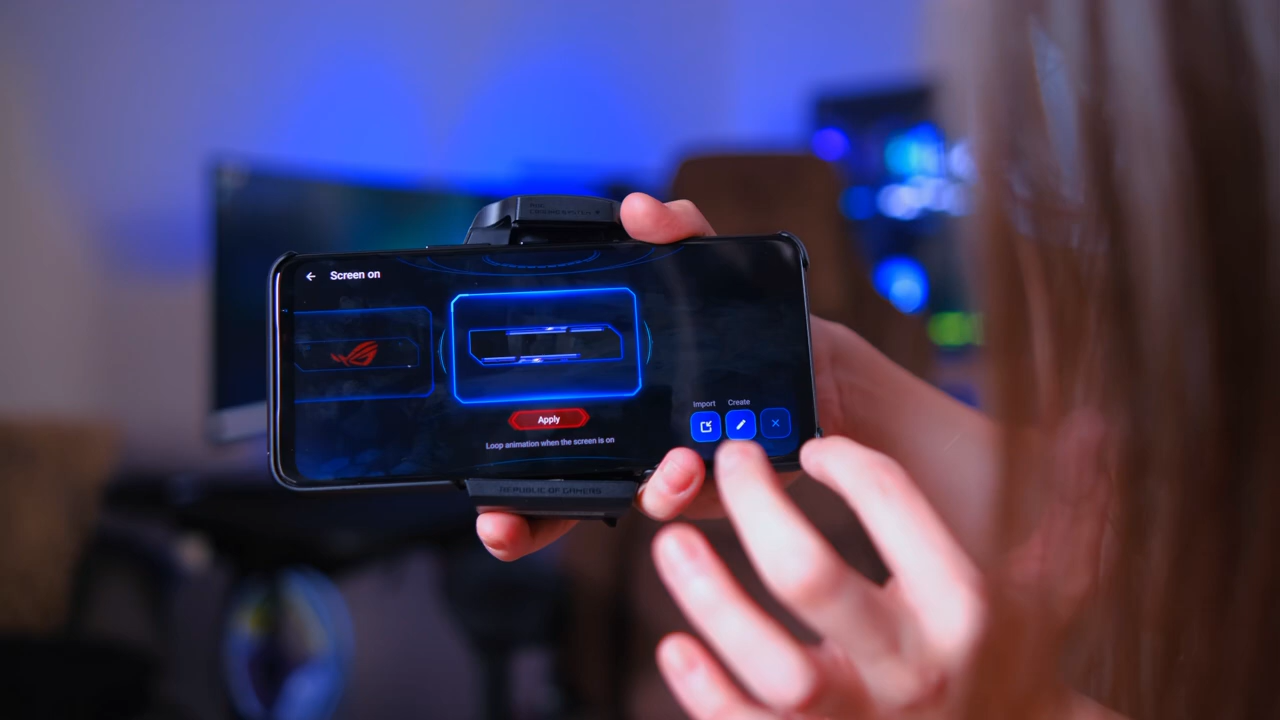 Screen on
Apply
Loop animation when the screen is on
Import
Create
REPUBLIC OF GAMERS